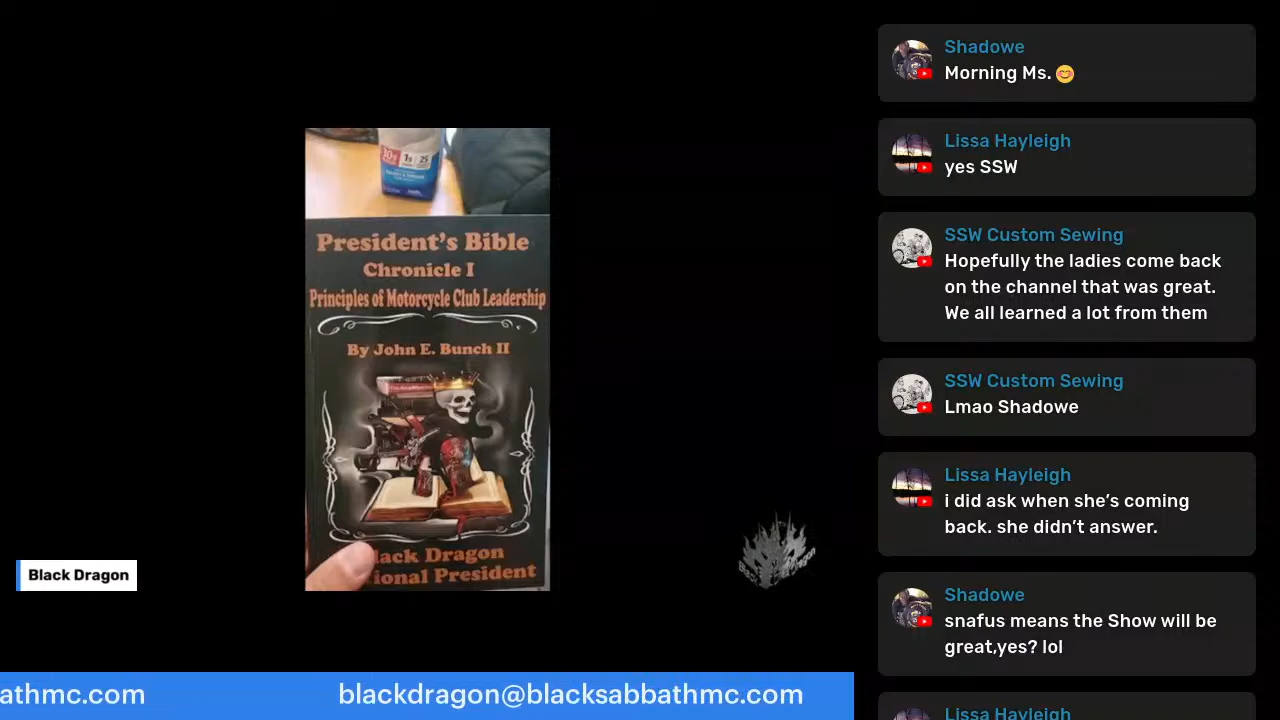 30g 1g 25
President's Bible
Chronicle I
Principles of Motorcycle Club Leadership
By John E. Bunch II
lack Dragon
ional President
Black Dragon
athmc.com
blackdragon@blacksabbathmc.com
Shadowe
Morning Ms. 😊
Lissa Hayleigh
yes SSW
SSW Custom Sewing
Hopefully the ladies come back
on the channel that was great.
We all learned a lot from them
SSW Custom Sewing
Lmao Shadowe
Lissa Hayleigh
i did ask when she's coming
back. she didn't answer.
Shadowe
snafus means the Show will be
great,yes? lol
Lissa Hayleigh